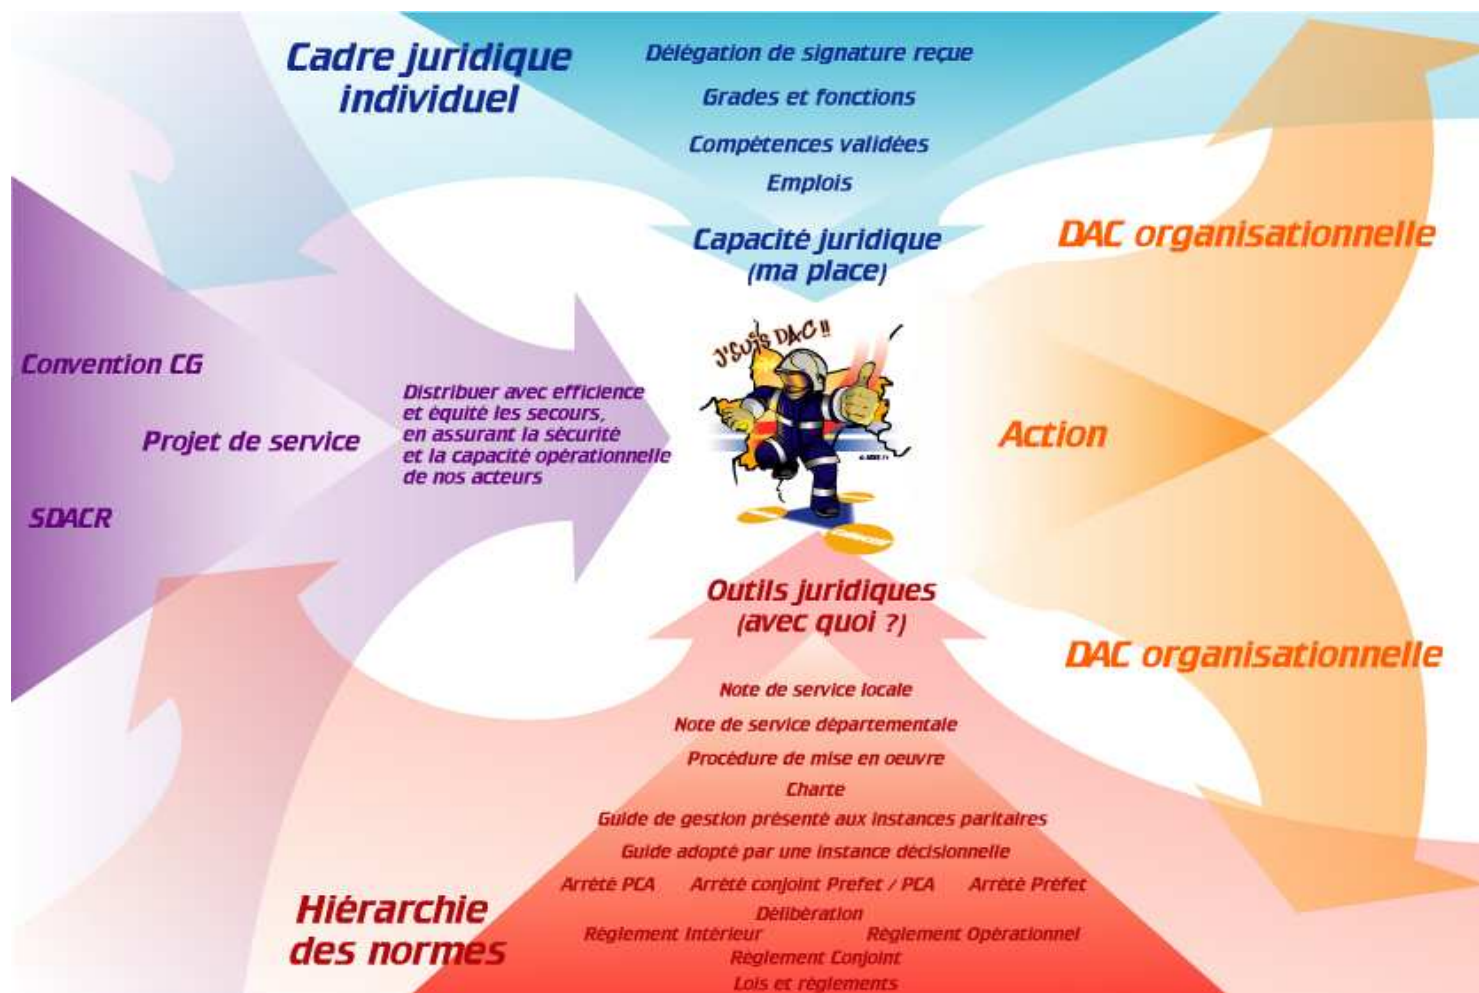 Cadre juridique
individuel
Délégation de signature reçue
Grades et fonctions
Compétences validées
Emplois
Capacité juridique
(ma place)
DAC organisationnelle
J'suis DAC !!
Convention CG
Projet de service
SDACR
Distribuer avec efficience
et équité les secours,
en assurant la sécurité
et la capacité opérationnelle
de nos acteurs
Action
Outils juridiques
(avec quoi ?)
DAC organisationnelle
Note de service locale
Note de service départementale
Procédure de mise en oeuvre
Charte
Guide de gestion présenté aux instances paritaires
Guide adopté par une instance décisionnelle
Arrêté PCA Arrêté conjoint Prefet / PCA Arrêté Préfet
Délibération
Règlement Intérieur Règlement Opérationnel
Règlement Conjoint
Lois et règlements
Hiérarchie
des normes